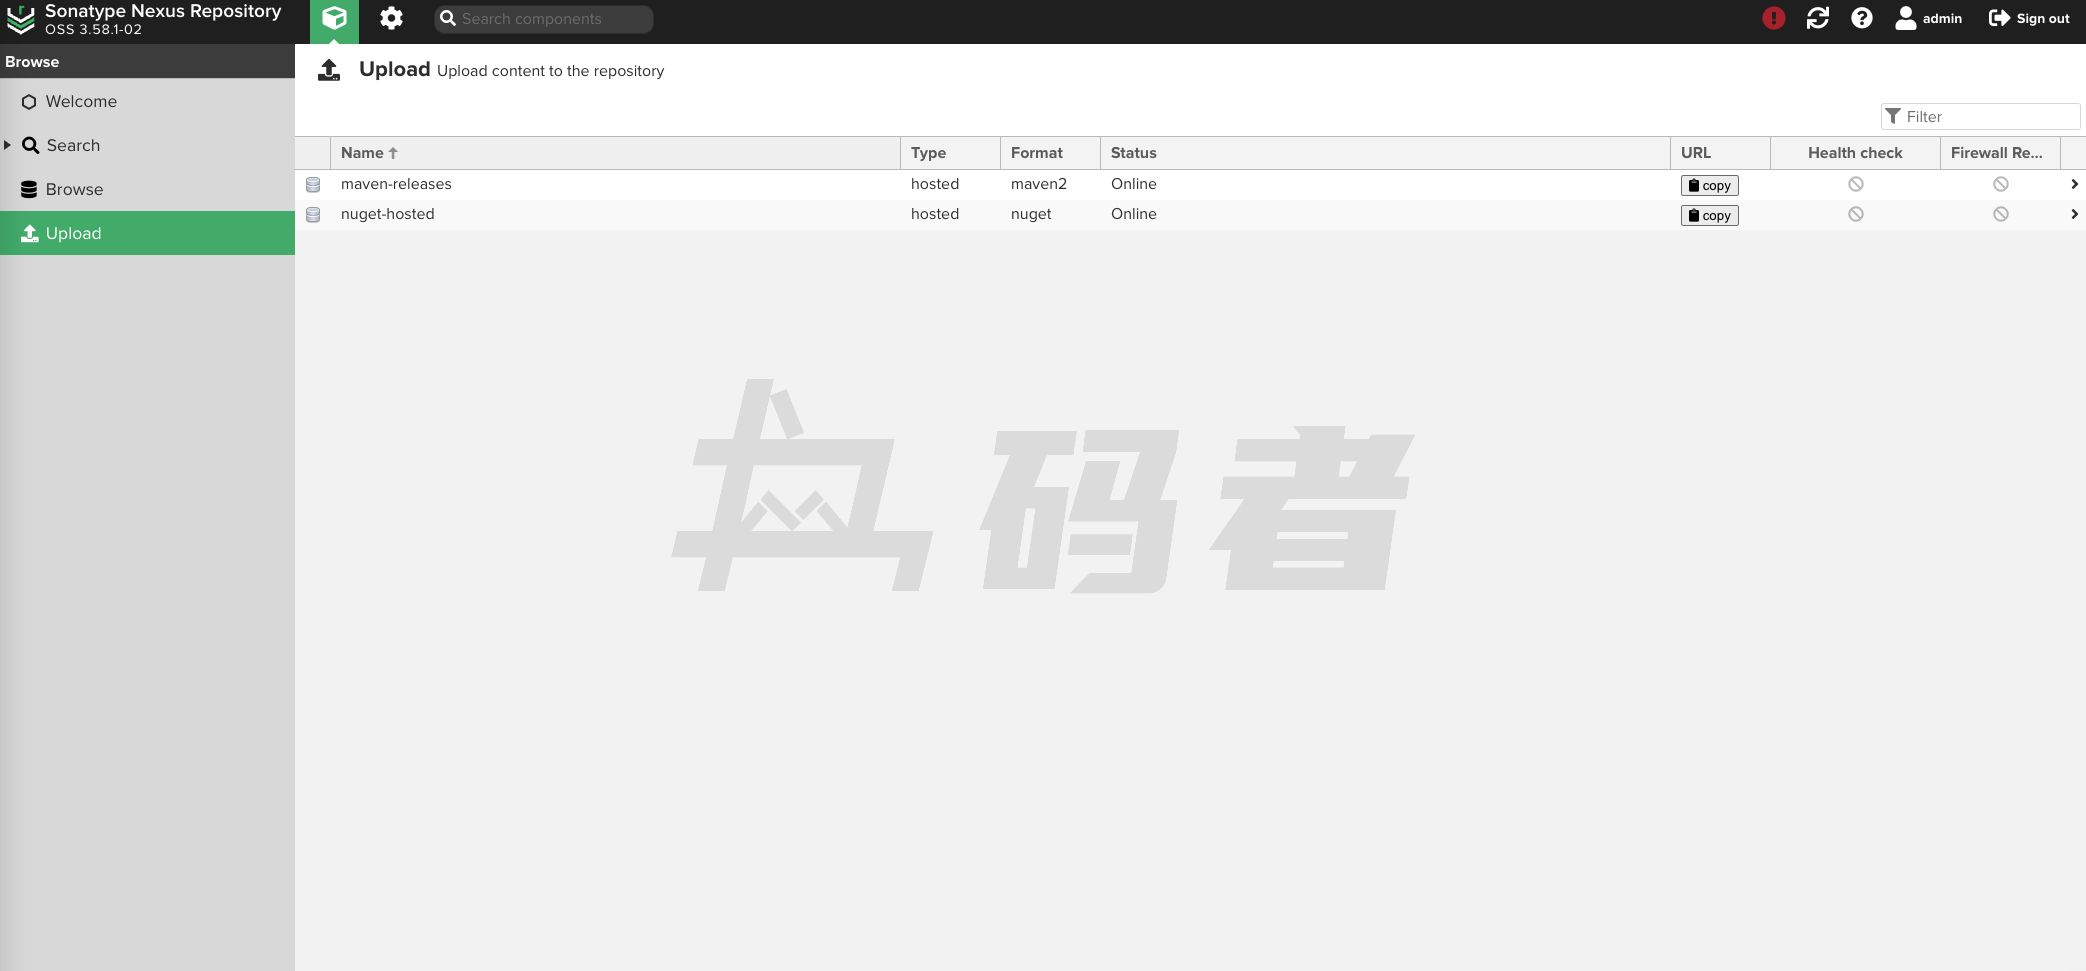 Sonatype Nexus Repository
OSS 3.58.1-02
Search components
admin
Sign out
Browse
Welcome
Search
Browse
Upload
Upload Upload content to the repository
Filter
Name Type Format Status URL Health check Firewall Re...
maven-releases hosted maven2 Online copy
nuget-hosted hosted nuget Online copy
码者